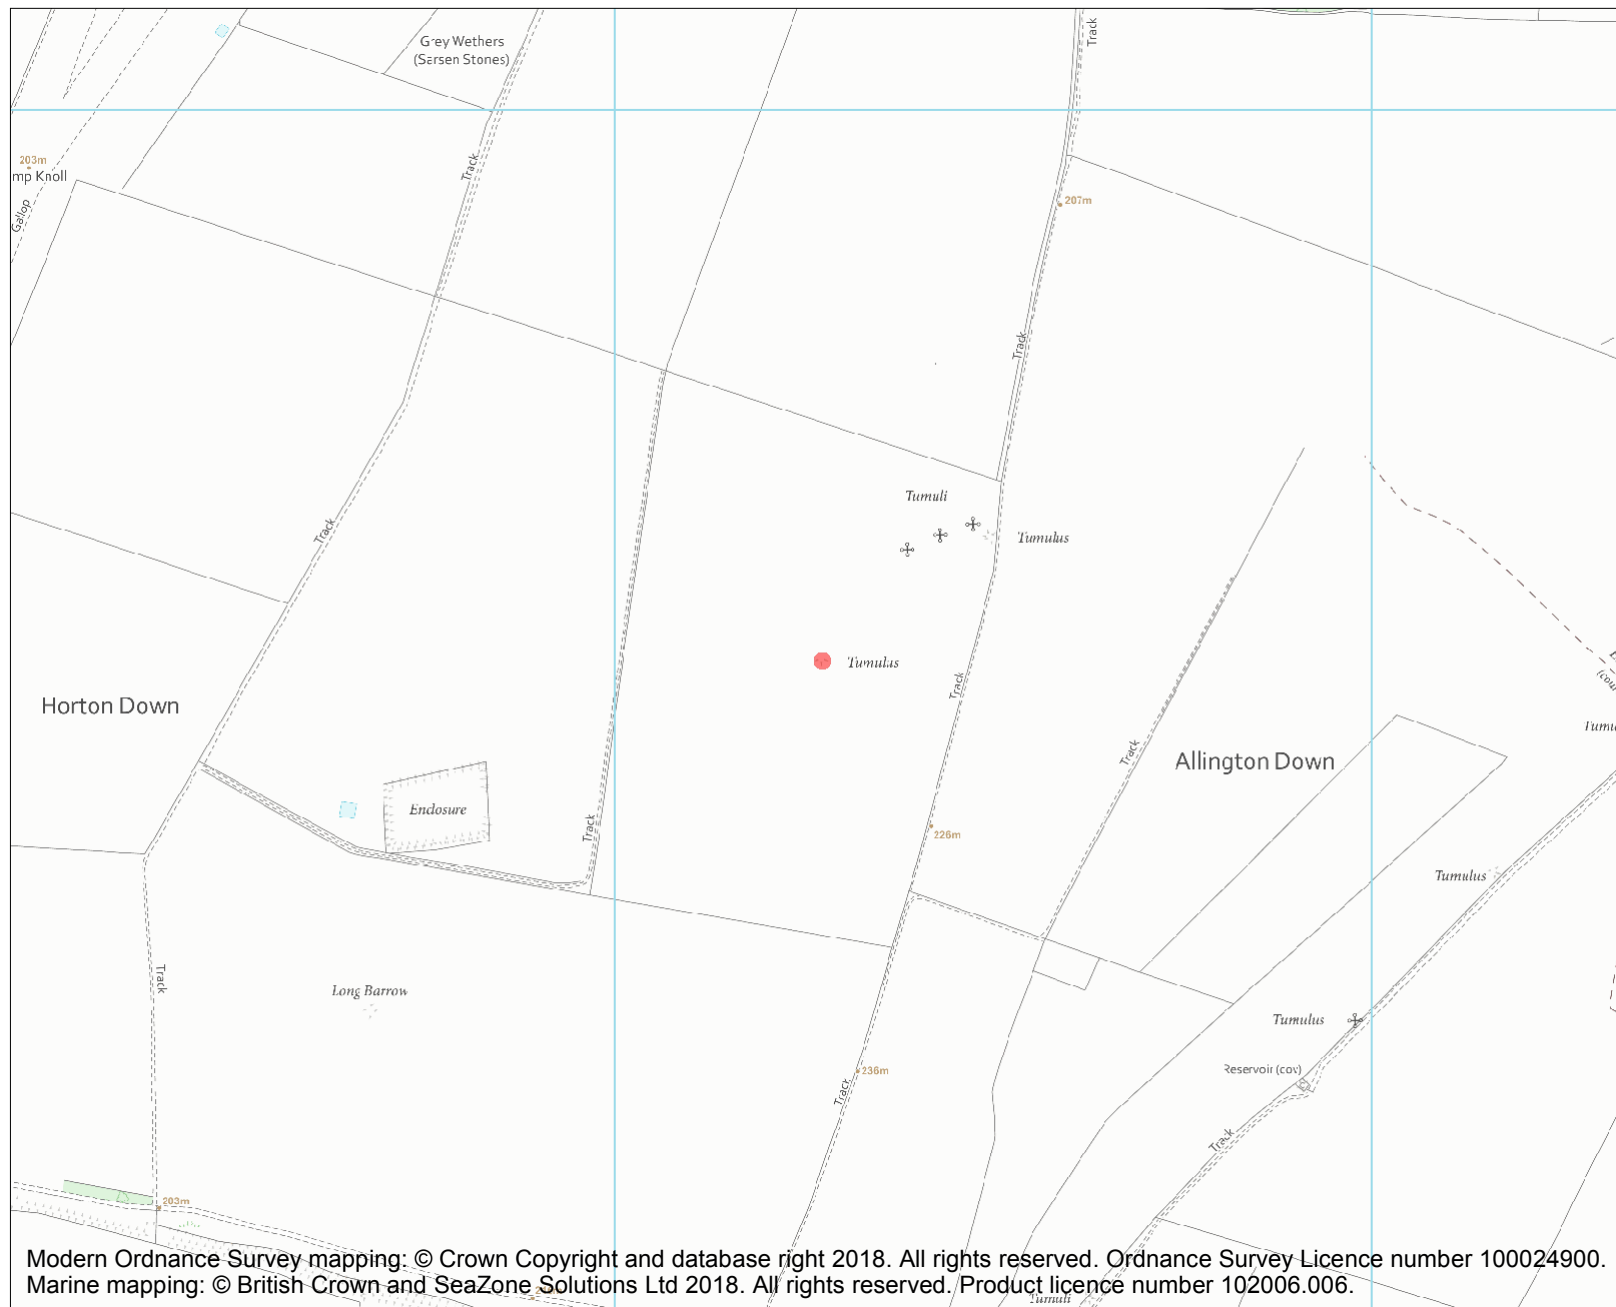 Grey Wethers
(Sarsen Stones)
Track
203m
mp Knoll
Gallop
Track
207m
Track
Tumuli
Tumulus
Track
Tumulus
Track
Horton Down
Allington Down
Track
Enclosure
Track
226m
Tumulus
Track
Long Barrow
Tumulus
Reservoir (cov)
236m
Track
Track
203m
Modern Ordnance Survey mapping: © Crown Copyright and database right 2018. All rights reserved. Ordnance Survey Licence number 100024900.
Marine mapping: © British Crown and SeaZone Solutions Ltd 2018. All rights reserved. Product licence number 102006.006.
Tumuli